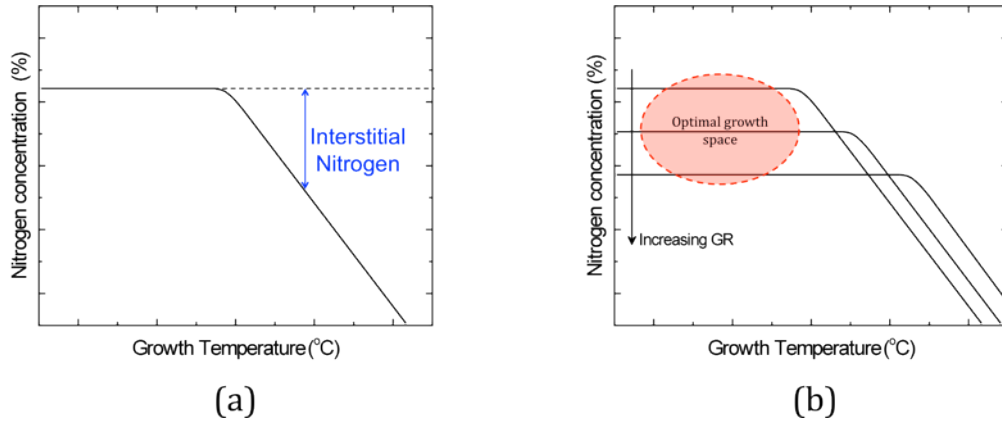 Nitrogen concentration (%)
Interstitial
Nitrogen
Growth Temperature(°C)
(a)
Nitrogen concentration (%)
Optimal growth
space
Increasing GR
Growth Temperature(°C)
(b)